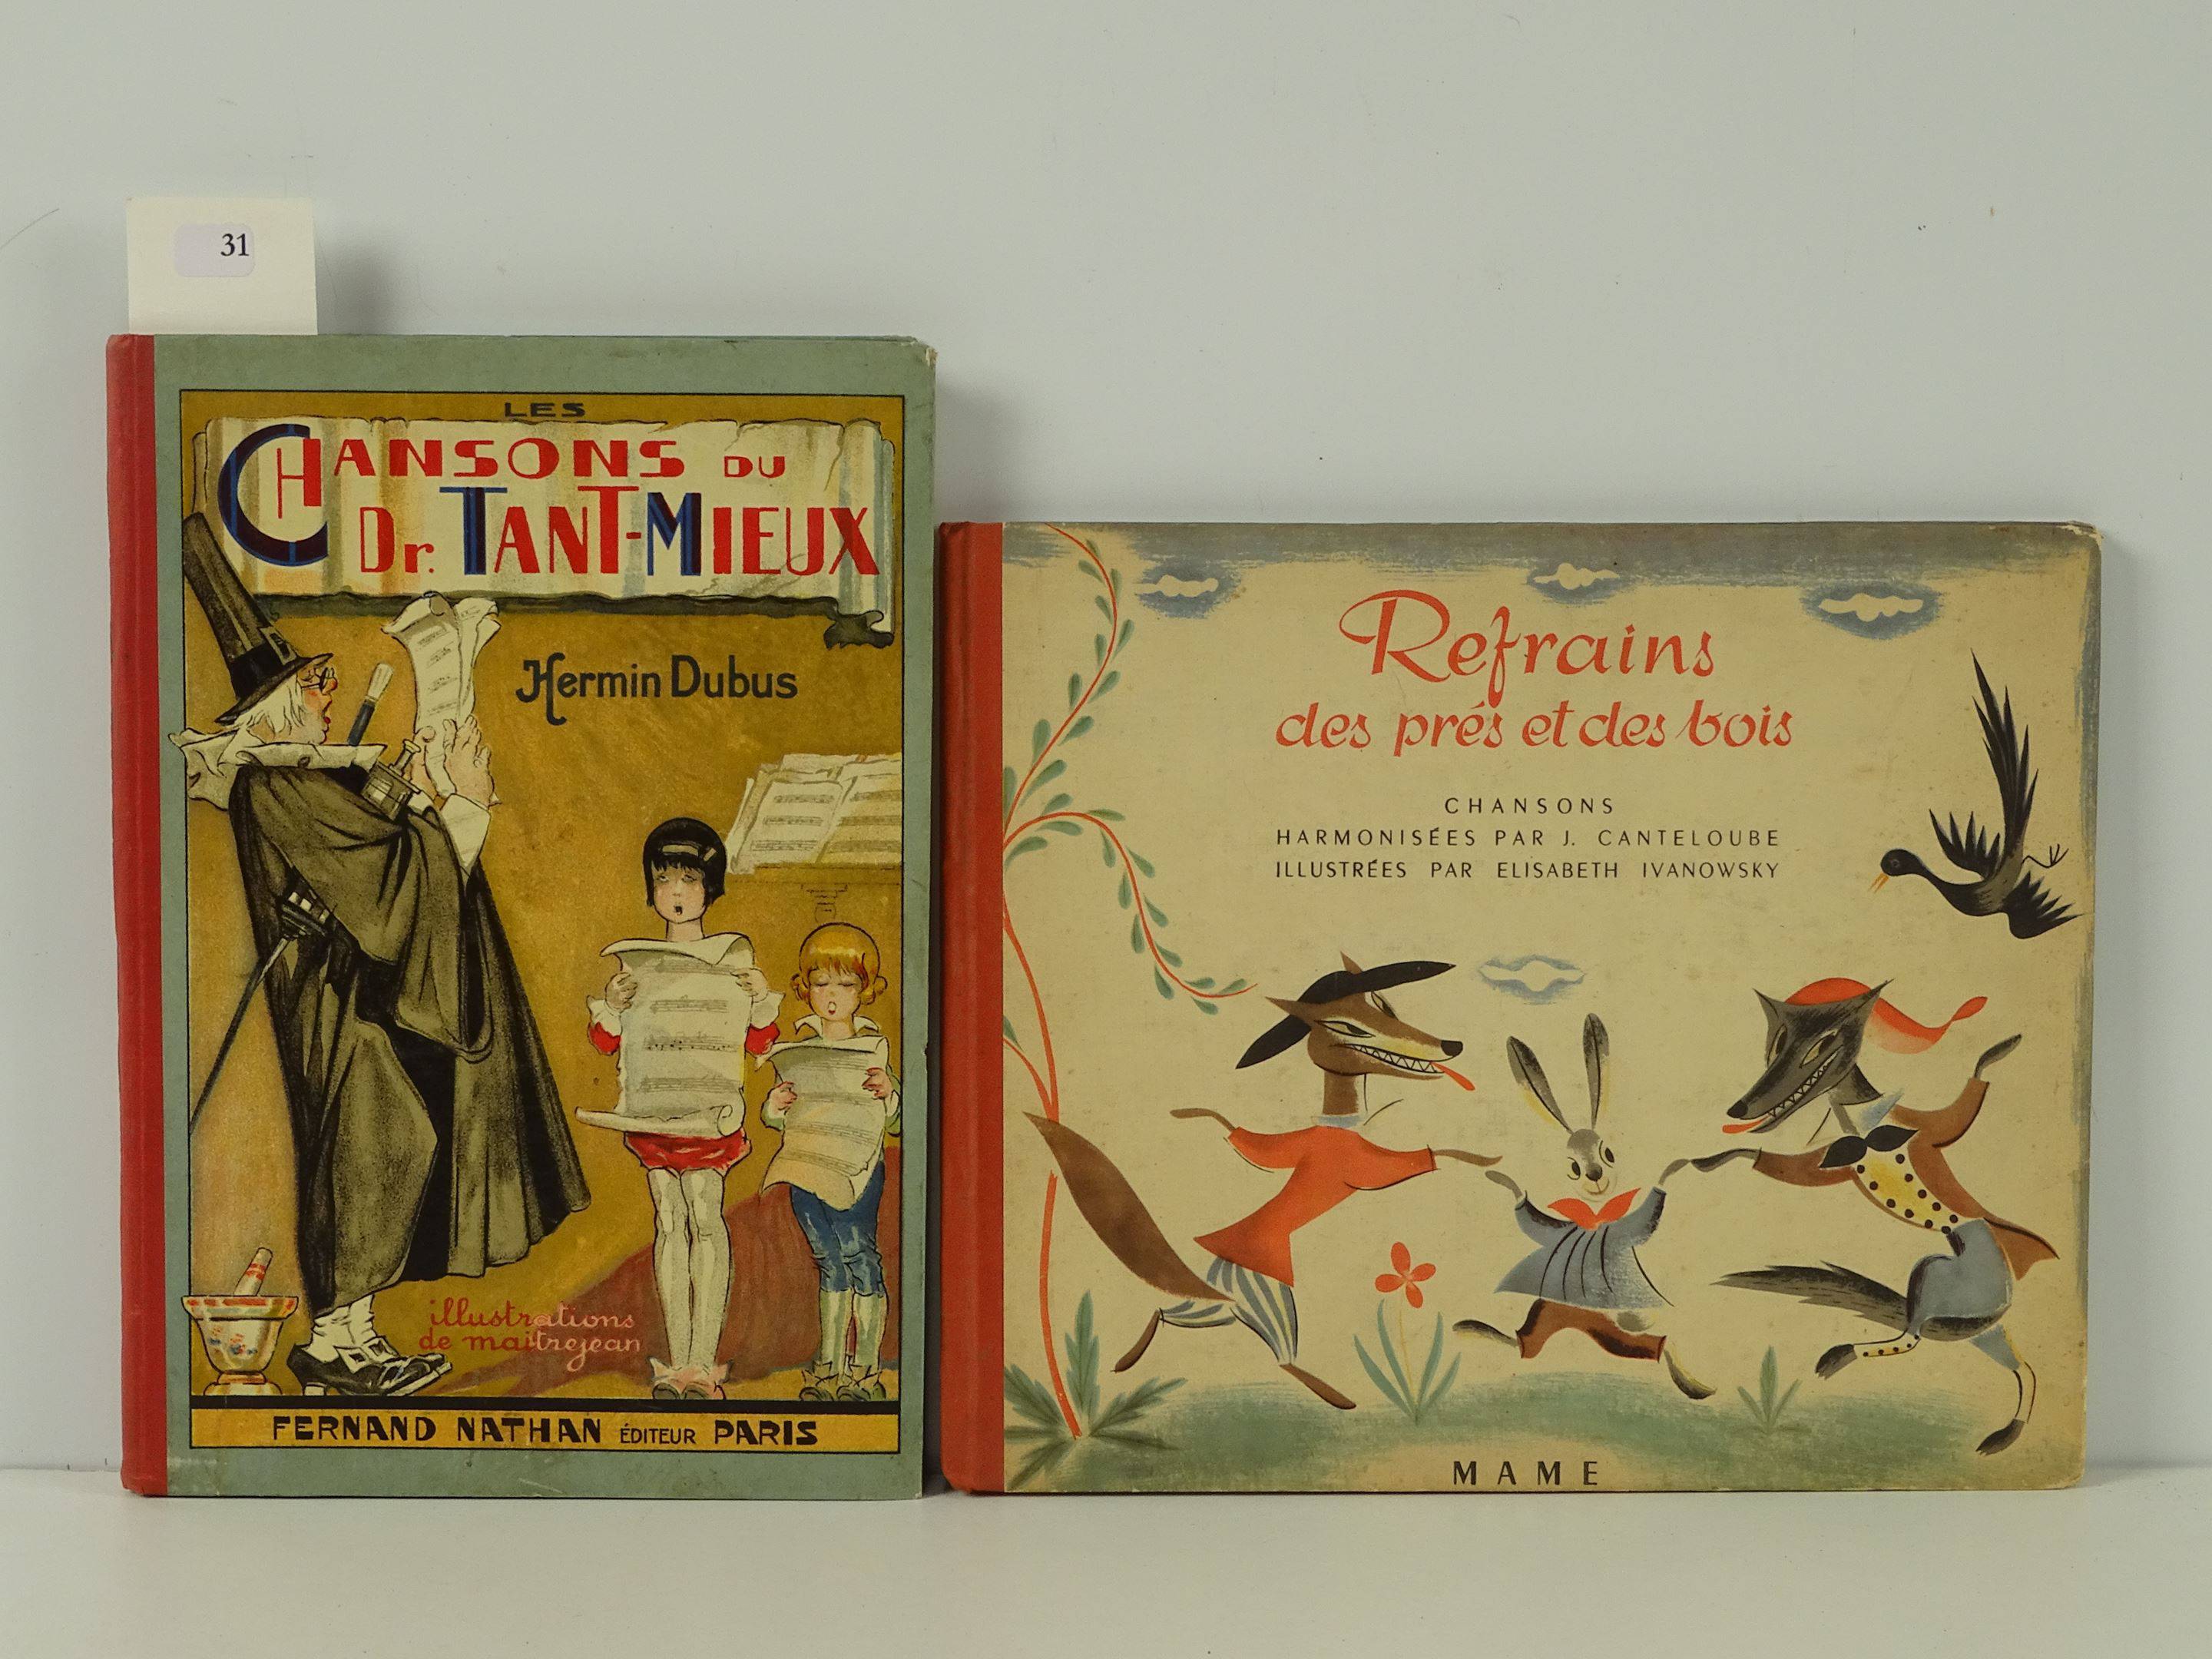 31
LES
CHANSONS DU
Dr. TANT-MIEUX
Hermin Dubus
illustrations
de maitrejean
FERNAND NATHAN ÉDITEUR PARIS
Refrains
des prés et des bois
CHANSONS
HARMONISÉES PAR J. CANTELOUBE
ILLUSTRÉES PAR ELISABETH IVANOWSKY
MAME